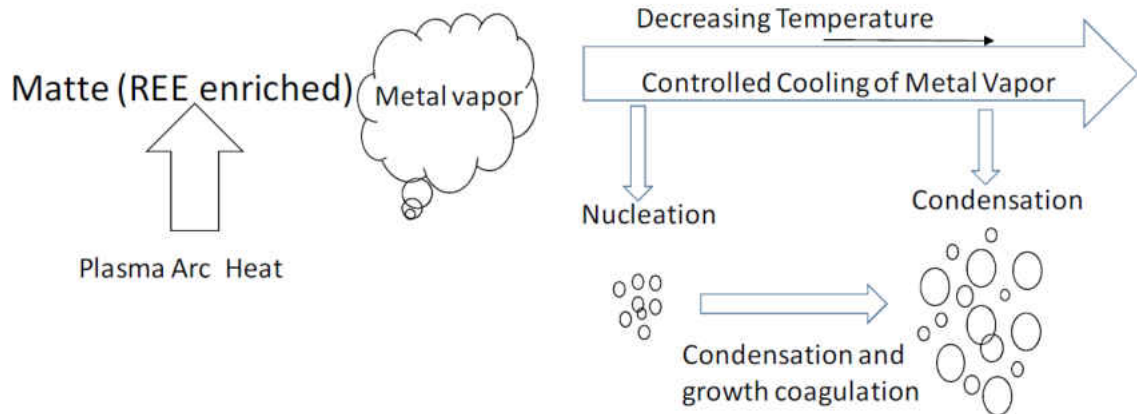 Decreasing Temperature
Matte (REE enriched)
Metal vapor
Controlled Cooling of Metal Vapor
Nucleation
Condensation
Plasma Arc Heat
Condensation and
growth coagulation